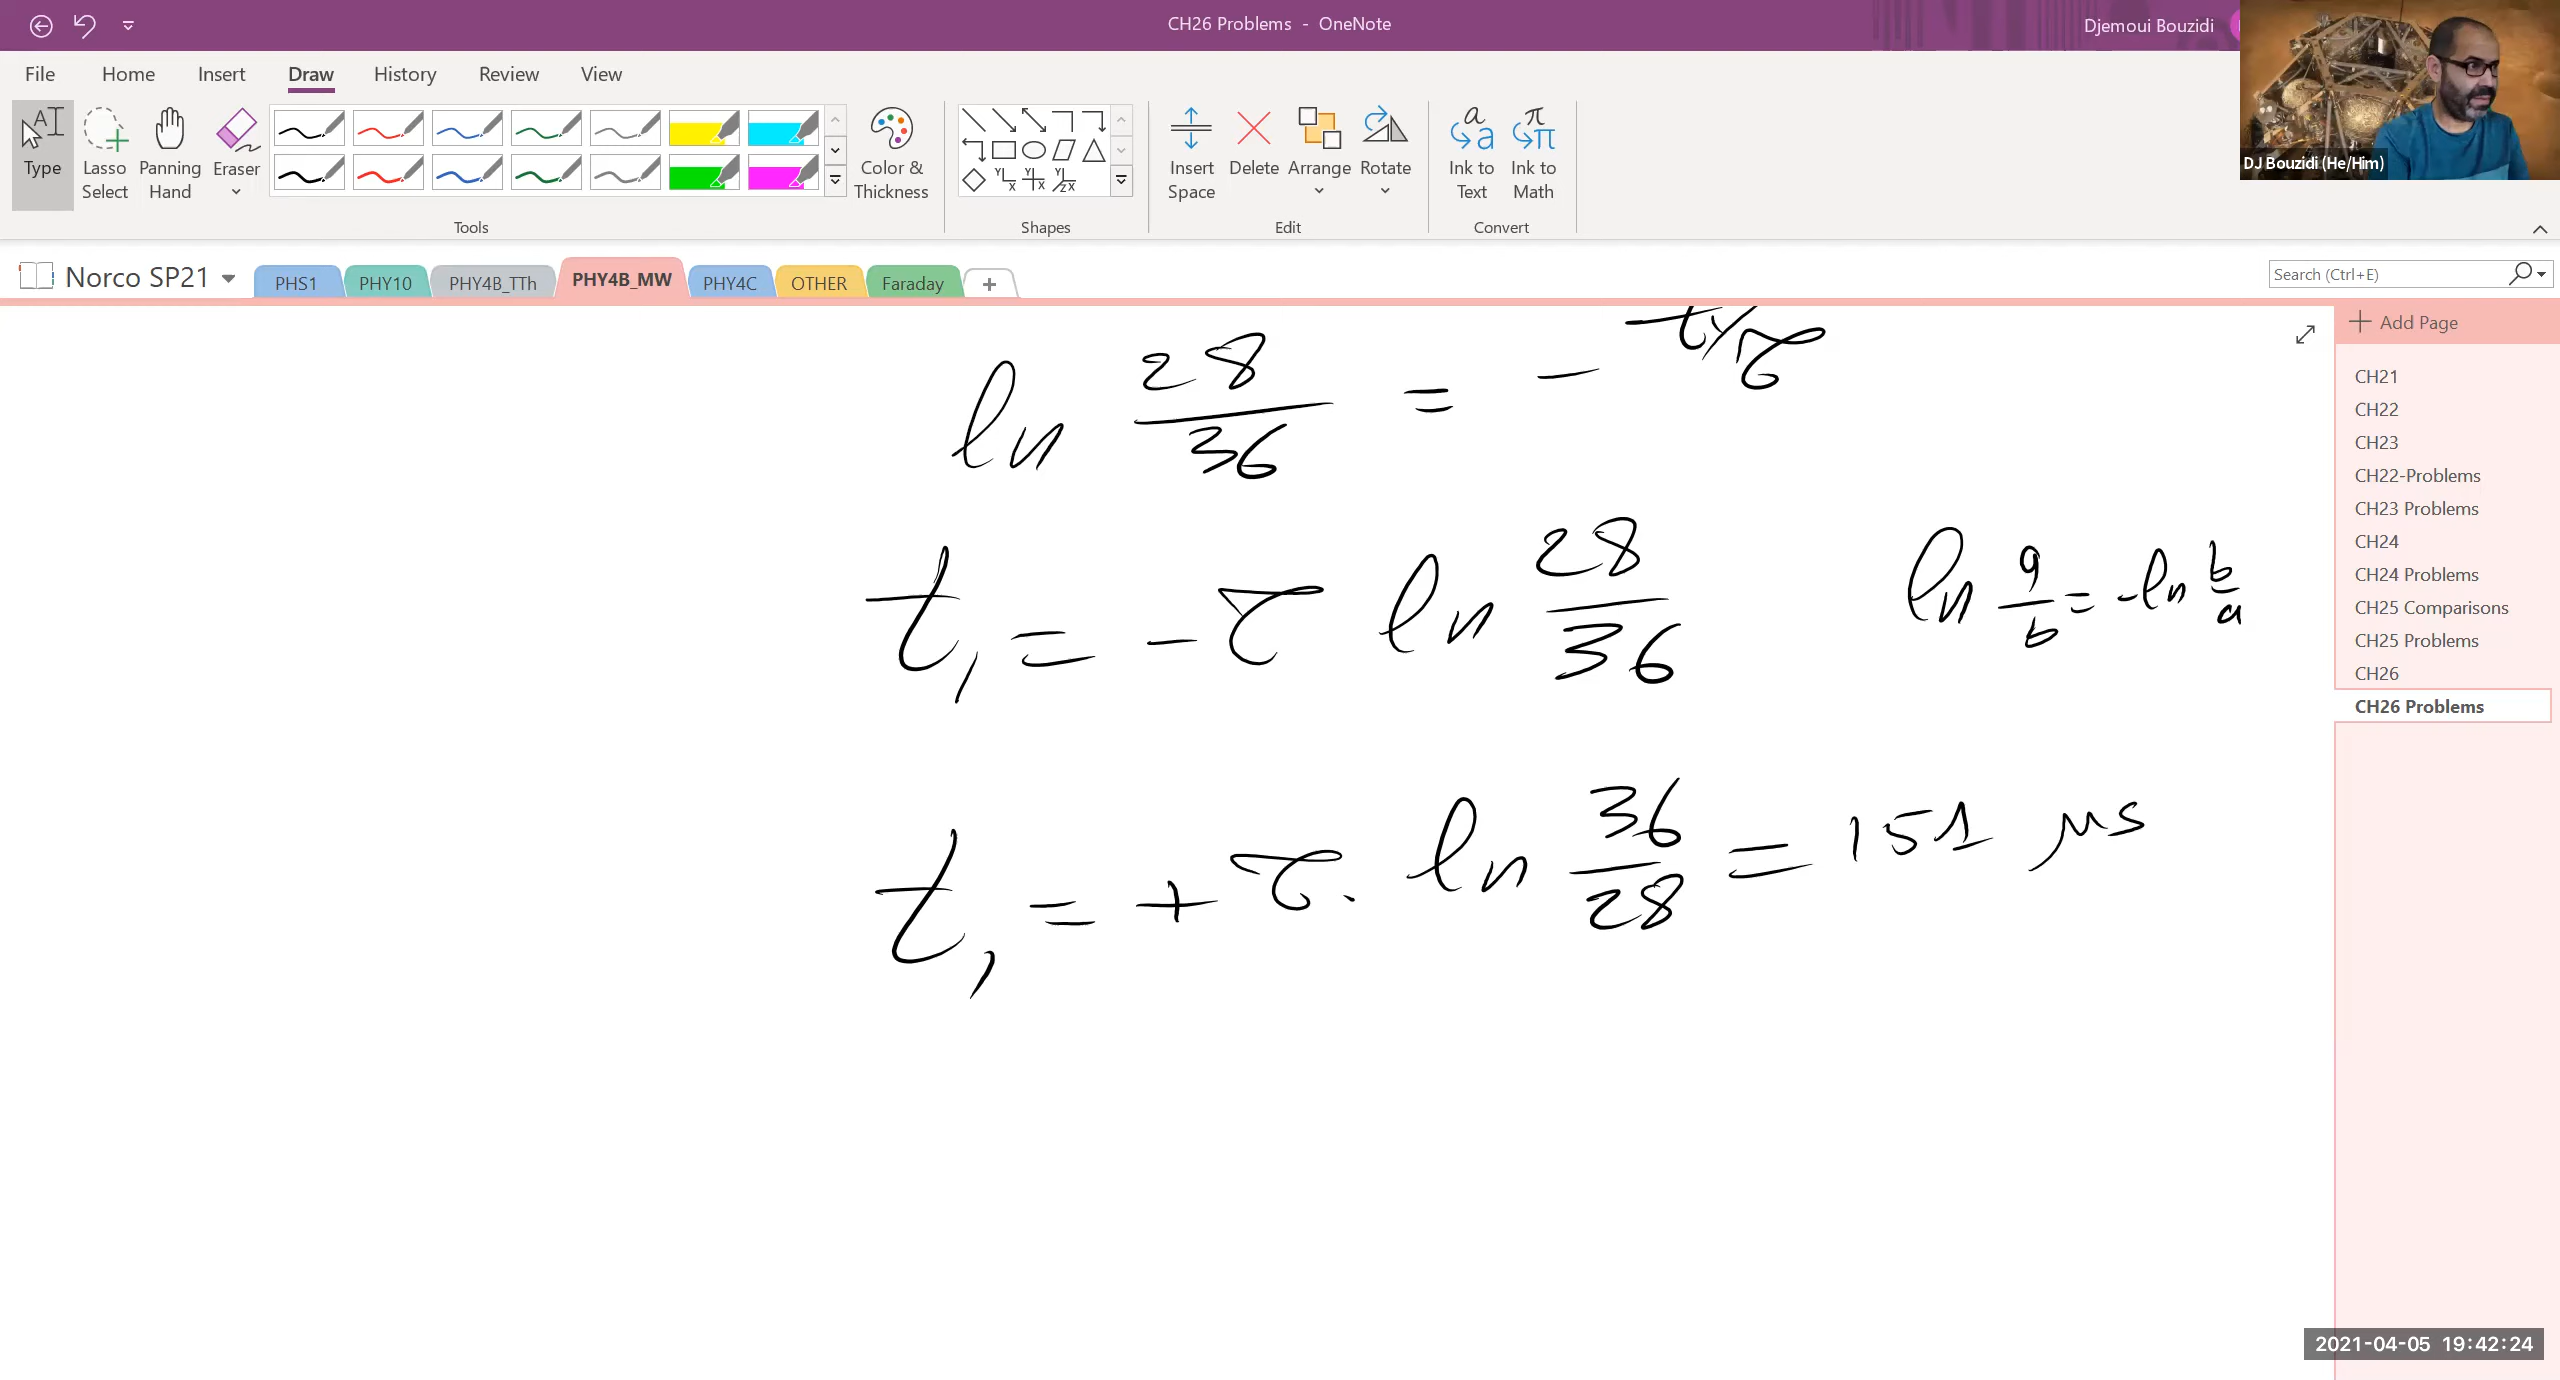 CH26 Problems - OneNote
Djemoui Bouzidi
File Home Insert Draw History Review View
Type
Lasso Select
Panning Hand
Eraser
Color & Thickness
Insert Space
Delete
Arrange
Rotate
Ink to Text
Ink to Math
Tools
Shapes
Edit
Convert
DJ Bouzidi (He/Him)
Norco SP21
PHS1 PHY10 PHY4B_TTh PHY4B_MW PHY4C OTHER Faraday
Search (Ctrl+E)
Add Page
CH21
CH22
CH23
CH22-Problems
CH23 Problems
CH24
CH24 Problems
CH25 Comparisons
CH25 Problems
CH26
CH26 Problems
ln 28/36 = - t₁/τ
t₁ = - τ ln 28/36
ln a/b = -ln b/a
t₁ = + τ. ln 36/28 = 151 μs
2021-04-05 19:42:24